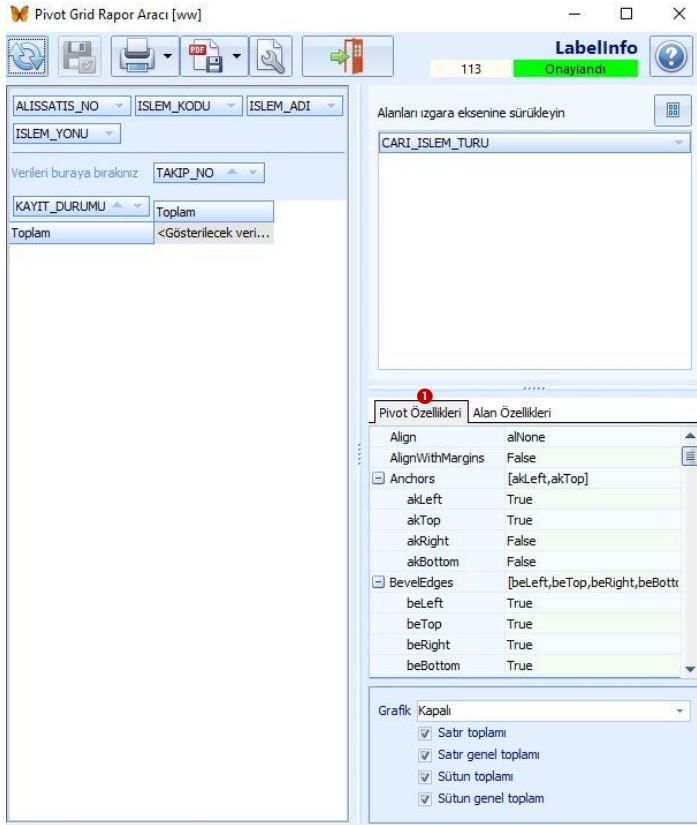 Pivot Grid Rapor Aracı [ww]
LabelInfo
113 Onaylandı
ALISSATIS_NO ISLEM_KODU ISLEM_ADI
ISLEM_YONU
Verileri buraya bırakınız TAKIP_NO
KAYIT_DURUMU Toplam
Toplam <Gösterilecek veri...
Alanları ızgara eksenine sürükleyin
CARI_ISLEM_TURU
1
Pivot Özellikleri Alan Özellikleri
Align alNone
AlignWithMargins False
Anchors [akLeft,akTop]
akLeft True
akTop True
akRight False
akBottom False
BevelEdges [beLeft,beTop,beRight,beBotto
beLeft True
beTop True
beRight True
beBottom True
Grafik Kapalı
Satır toplamı
Satır genel toplamı
Sütun toplamı
Sütun genel toplam